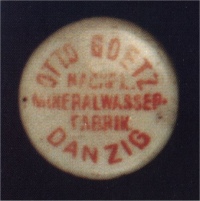 OTTO GOETZ
NACHFL.
MINERALWASSER-
FABRIK
DANZIG